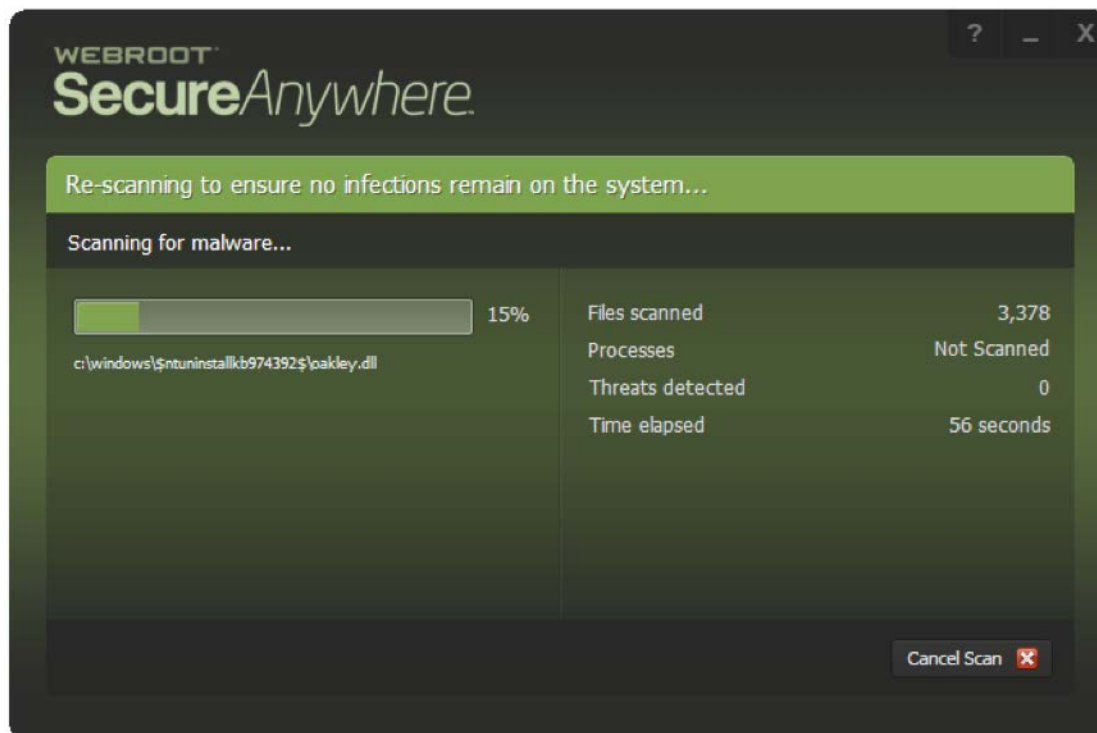 ? _ X
WEBROOT
SecureAnywhere
Re-scanning to ensure no infections remain on the system...
Scanning for malware...
15%
c:\windows\$ntuninstallkb974392$\oakley.dll
Files scanned 3,378
Processes Not Scanned
Threats detected 0
Time elapsed 56 seconds
Cancel Scan